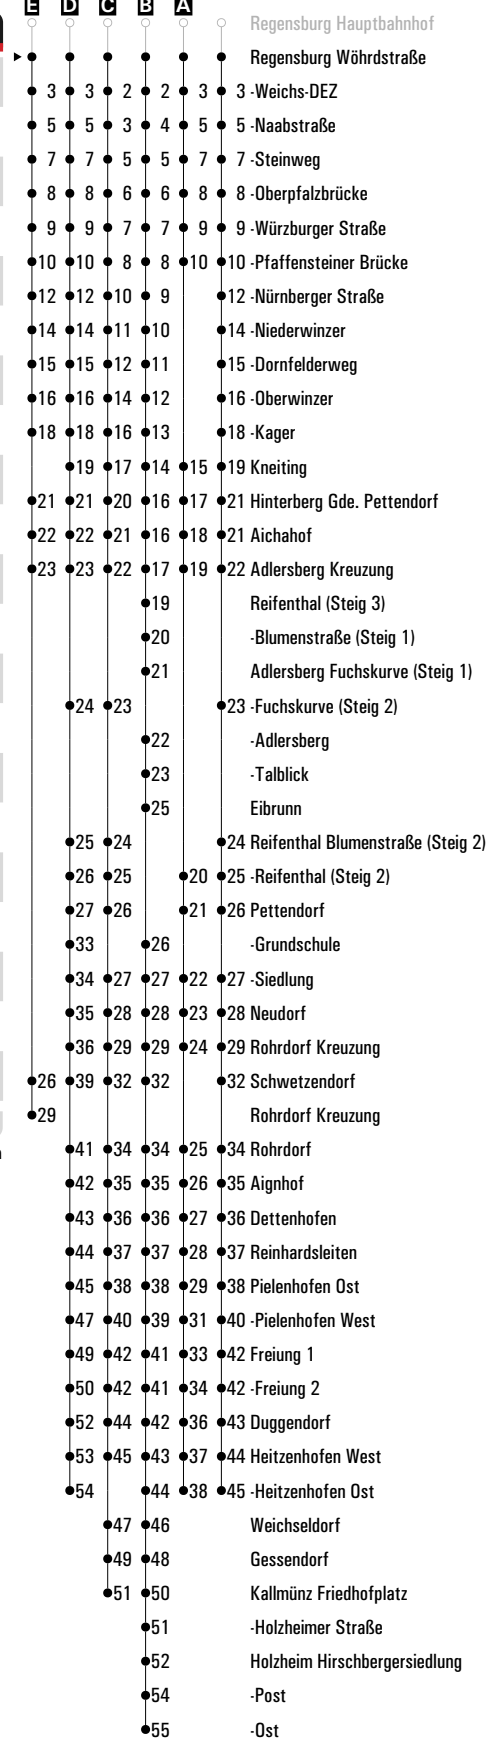 E D C B A
Regensburg Hauptbahnhof
Regensburg Wöhrdstraße
3 3 2 2 3 3 -Weichs-DEZ
5 5 3 4 5 5 -Naabstraße
7 7 5 5 7 7 -Steinweg
8 8 6 6 8 8 -Oberpfalzbrücke
9 9 7 7 9 9 -Würzburger Straße
10 10 8 8 10 10 -Pfaffensteiner Brücke
12 12 10 9 12 -Nürnberger Straße
14 14 11 10 14 -Niederwinzer
15 15 12 11 15 -Dornfelderweg
16 16 14 12 16 -Oberwinzer
18 18 16 13 18 -Kager
19 17 14 15 19 Kneiting
21 21 20 16 17 21 Hinterberg Gde. Pettendorf
22 22 21 16 18 21 Aichahof
23 23 22 17 19 22 Adlersberg Kreuzung
19 Reifenthal (Steig 3)
20 -Blumenstraße (Steig 1)
21 Adlersberg Fuchskurve (Steig 1)
24 23 23 -Fuchskurve (Steig 2)
22 -Adlersberg
23 -Talblick
25 Eibrunn
25 24 24 Reifenthal Blumenstraße (Steig 2)
26 25 20 25 -Reifenthal (Steig 2)
27 26 21 26 Pettendorf
33 26 -Grundschule
34 27 27 22 27 -Siedlung
35 28 28 23 28 Neudorf
36 29 29 24 29 Rohrdorf Kreuzung
26 39 32 32 32 Schwetzendorf
29 Rohrdorf Kreuzung
41 34 34 25 34 Rohrdorf
42 35 35 26 35 Aignhof
43 36 36 27 36 Dettenhofen
44 37 37 28 37 Reinhardsleiten
45 38 38 29 38 Pielenhofen Ost
47 40 39 31 40 -Pielenhofen West
49 42 41 33 42 Freiung 1
50 42 41 34 42 -Freiung 2
52 44 42 36 43 Duggendorf
53 45 43 37 44 Heitzenhofen West
54 44 38 45 -Heitzenhofen Ost
47 46 Weichseldorf
49 48 Gessendorf
51 50 Kallmünz Friedhofplatz
51 -Holzheimer Straße
52 Holzheim Hirschbergersiedlung
54 -Post
55 -Ost